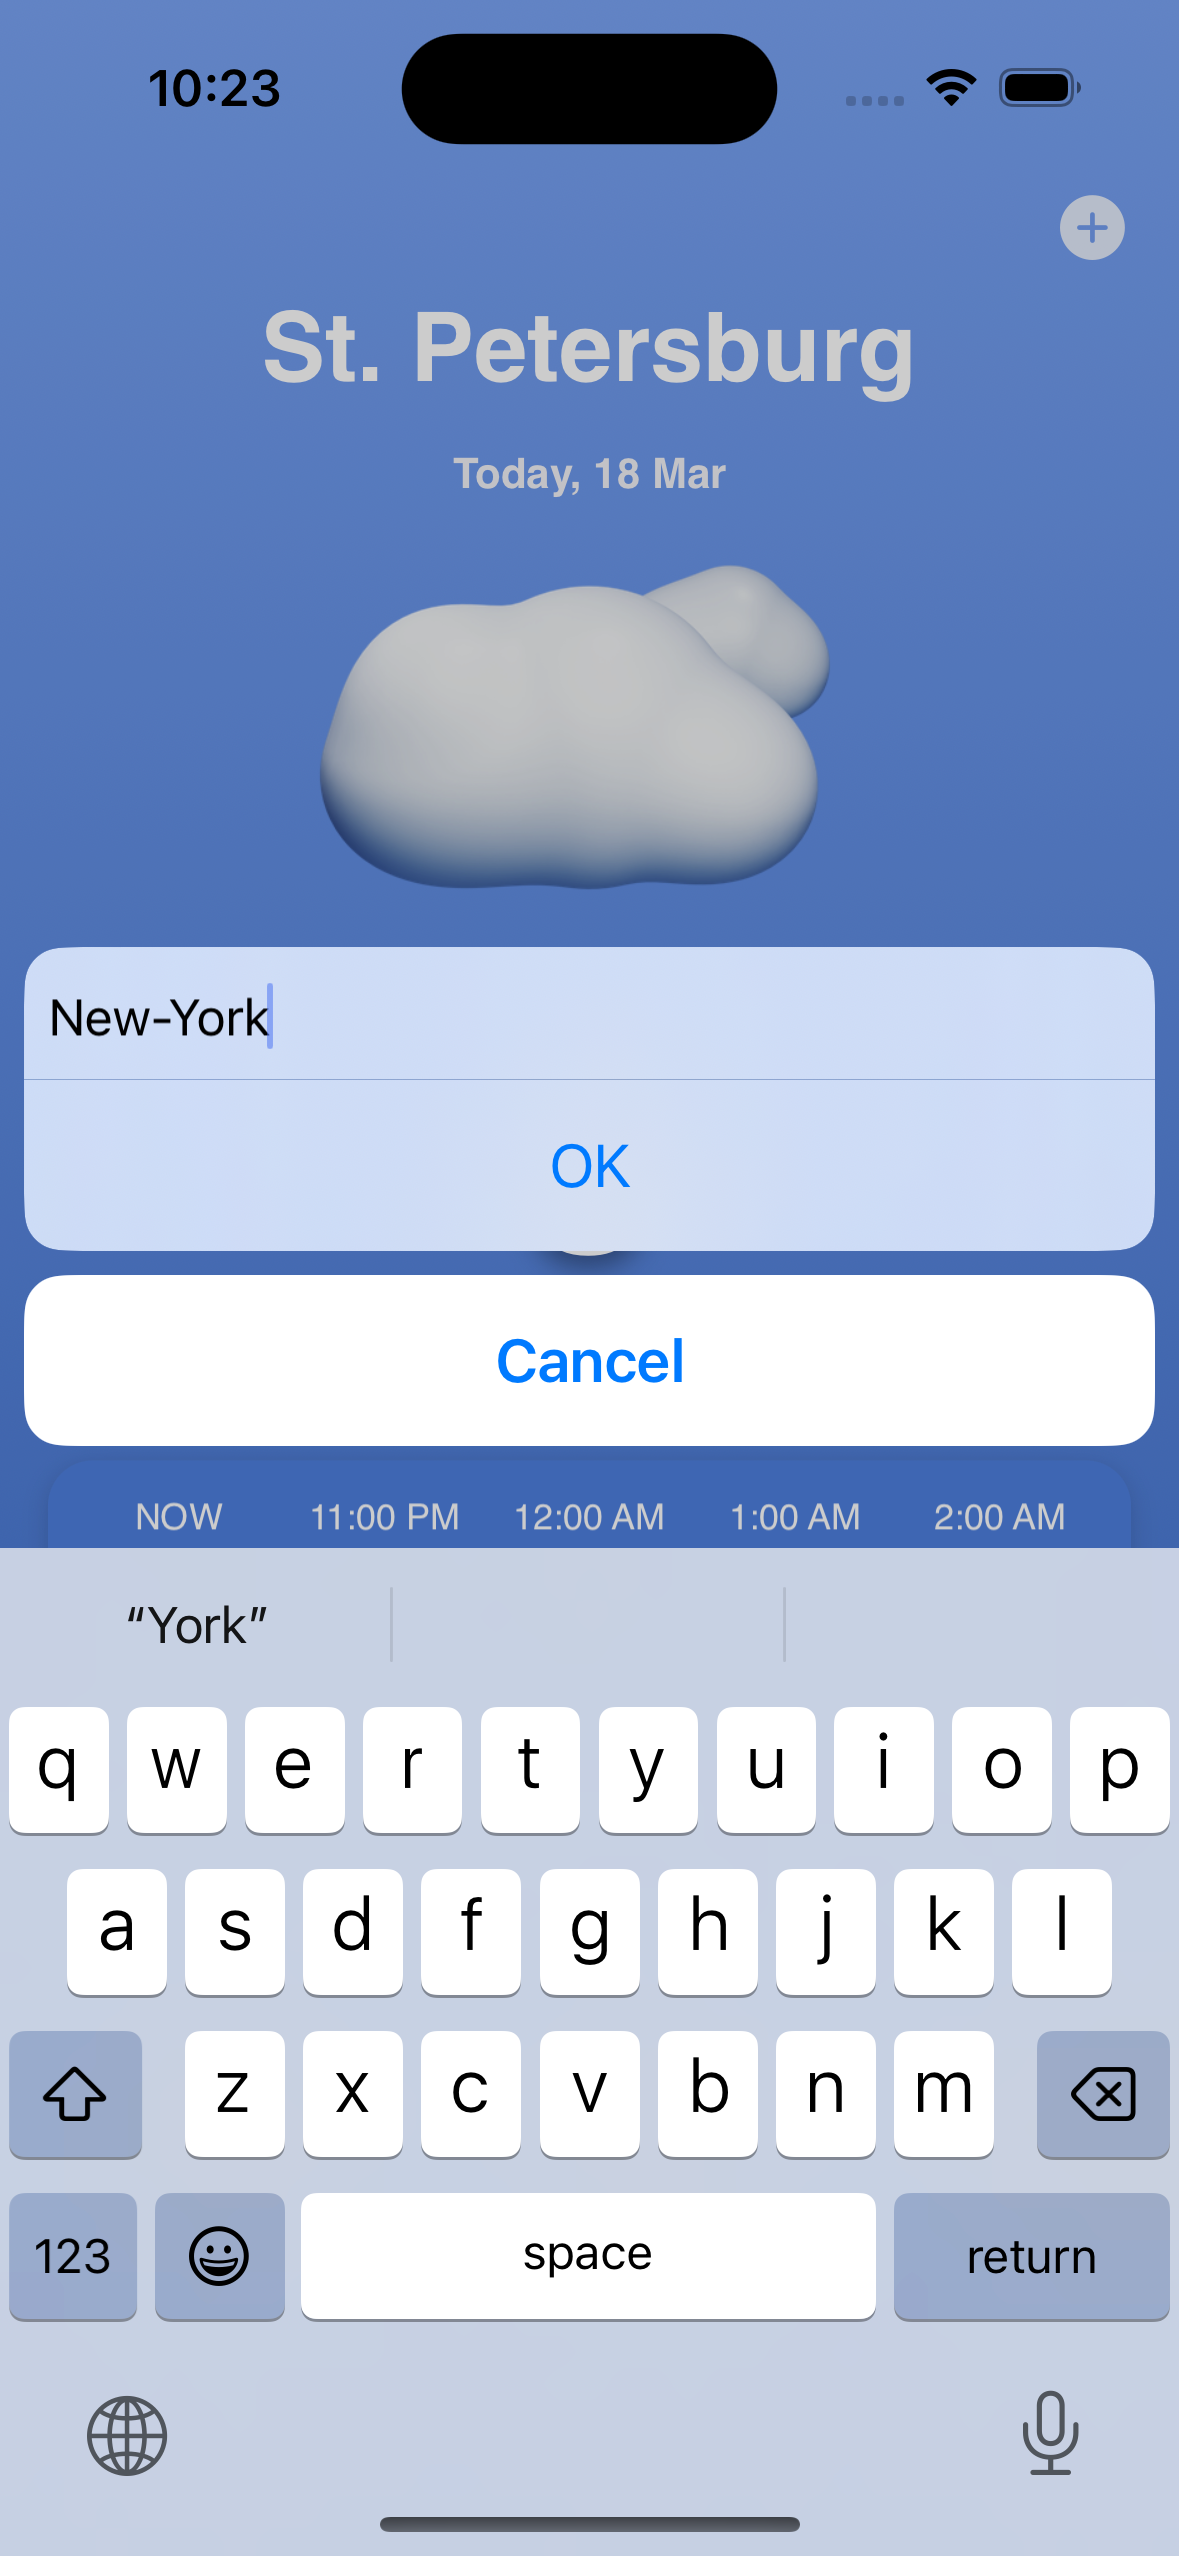 10:23
St. Petersburg
Today, 18 Mar
New-York
OK
Cancel
NOW 11:00 PM 12:00 AM 1:00 AM 2:00 AM
“York”
q w e r t y u i o p
a s d f g h j k l
z x c v b n m
123 space return